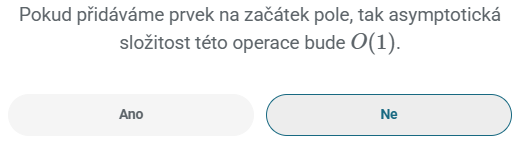 Pokud přidáváme prvek na začátek pole, tak asymptotická
složitost této operace bude O(1).
Ano
Ne